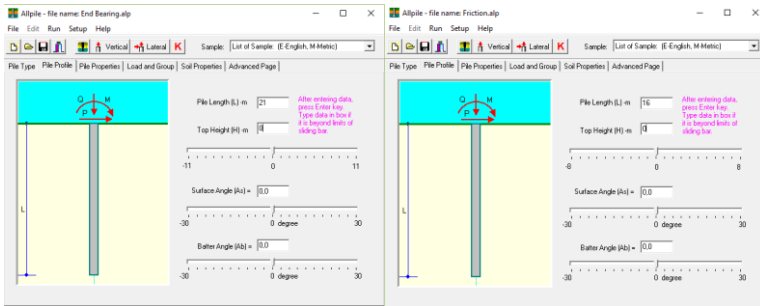 Allpile - file name: End Bearing.alp
File Edit Run Setup Help
Vertical Lateral K Sample: List of Sample: (E-English, M-Metric)
Pile Type Pile Profile Pile Properties Load and Group Soil Properties Advanced Page
Q M
P
L
Pile Length (L) -m 21
Top Height (H) -m 0
After entering data,
press Enter key.
Type data in box if
it is beyond limits of
sliding bar.
-11 0 11
Surface Angle (As) = 0,0
-30 0 degree 30
Batter Angle (Ab) = 0,0
-30 0 degree 30
Allpile - file name: Friction.alp
File Edit Run Setup Help
Vertical Lateral K Sample: List of Sample: (E-English, M-Metric)
Pile Type Pile Profile Pile Properties Load and Group Soil Properties Advanced Page
Q M
P
L
Pile Length (L) -m 16
Top Height (H) -m 0
After entering data,
press Enter key.
Type data in box if
it is beyond limits of
sliding bar.
-8 0 8
Surface Angle (As) = 0,0
-30 0 degree 30
Batter Angle (Ab) = 0,0
-30 0 degree 30